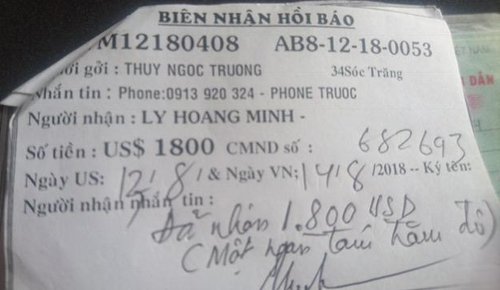 BIÊN NHẬN HỒI BÁO
M12180408 AB8-12-18-0053
ời gởi : THUY NGOC TRUONG 34Sóc Trăng
Nhắn tin : Phone:0913 920 324 - PHONE TRUOC
Người nhận : LY HOANG MINH -
Số tiền : US$ 1800 CMND số : 682693
Ngày US: 12/8/ & Ngày VN: 14/8/2018 -- Ký tên:
Người nhận nhắn tin :
Đã nhận 1.800 USD
(Một ngàn tám trăm đô)
DẪN